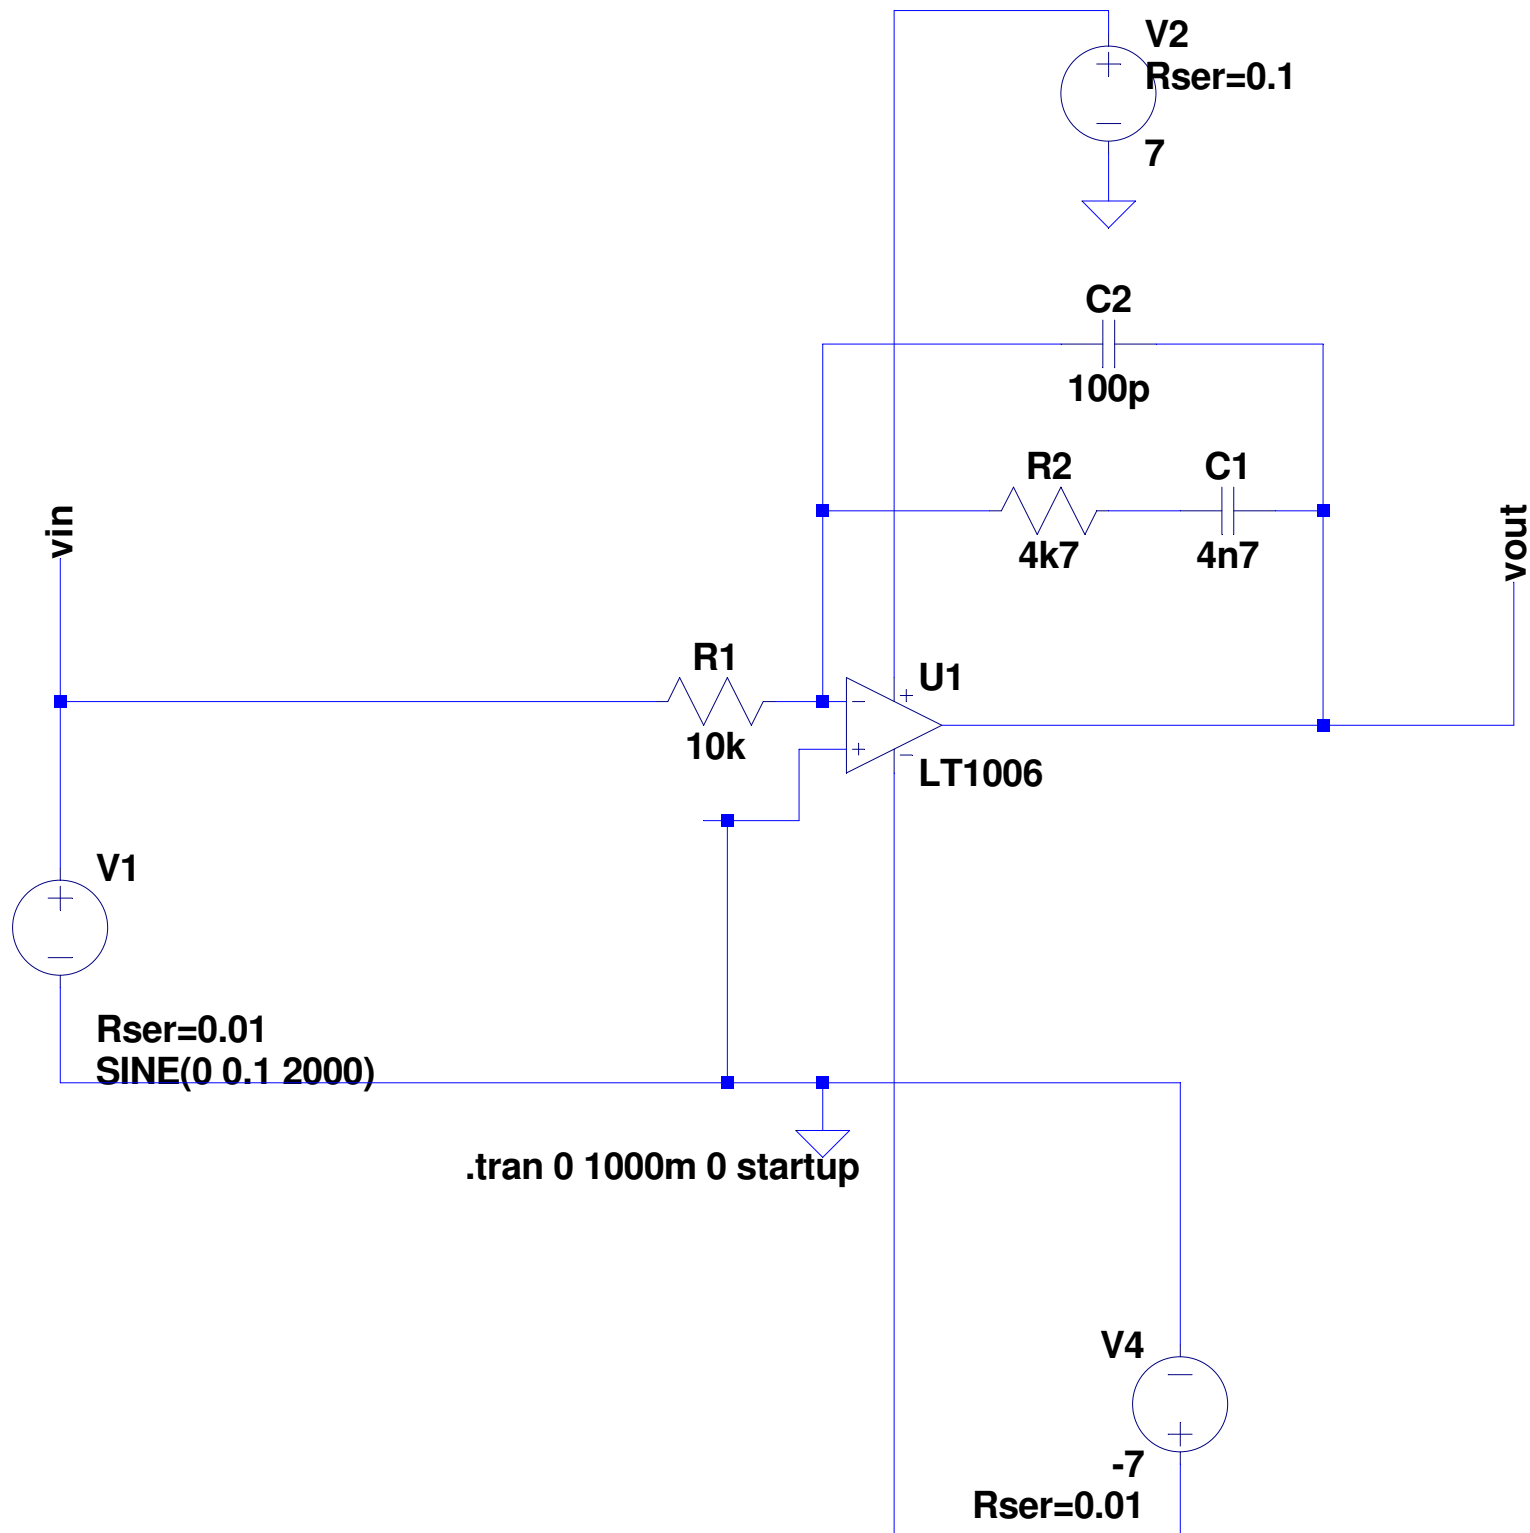 V2
Rser=0.1
7
C2
100p
R2
C1
4k7
4n7
vin
vout
R1
10k
U1
LT1006
V1
Rser=0.01
SINE(0 0.1 2000)
.tran 0 1000m 0 startup
V4
-7
Rser=0.01